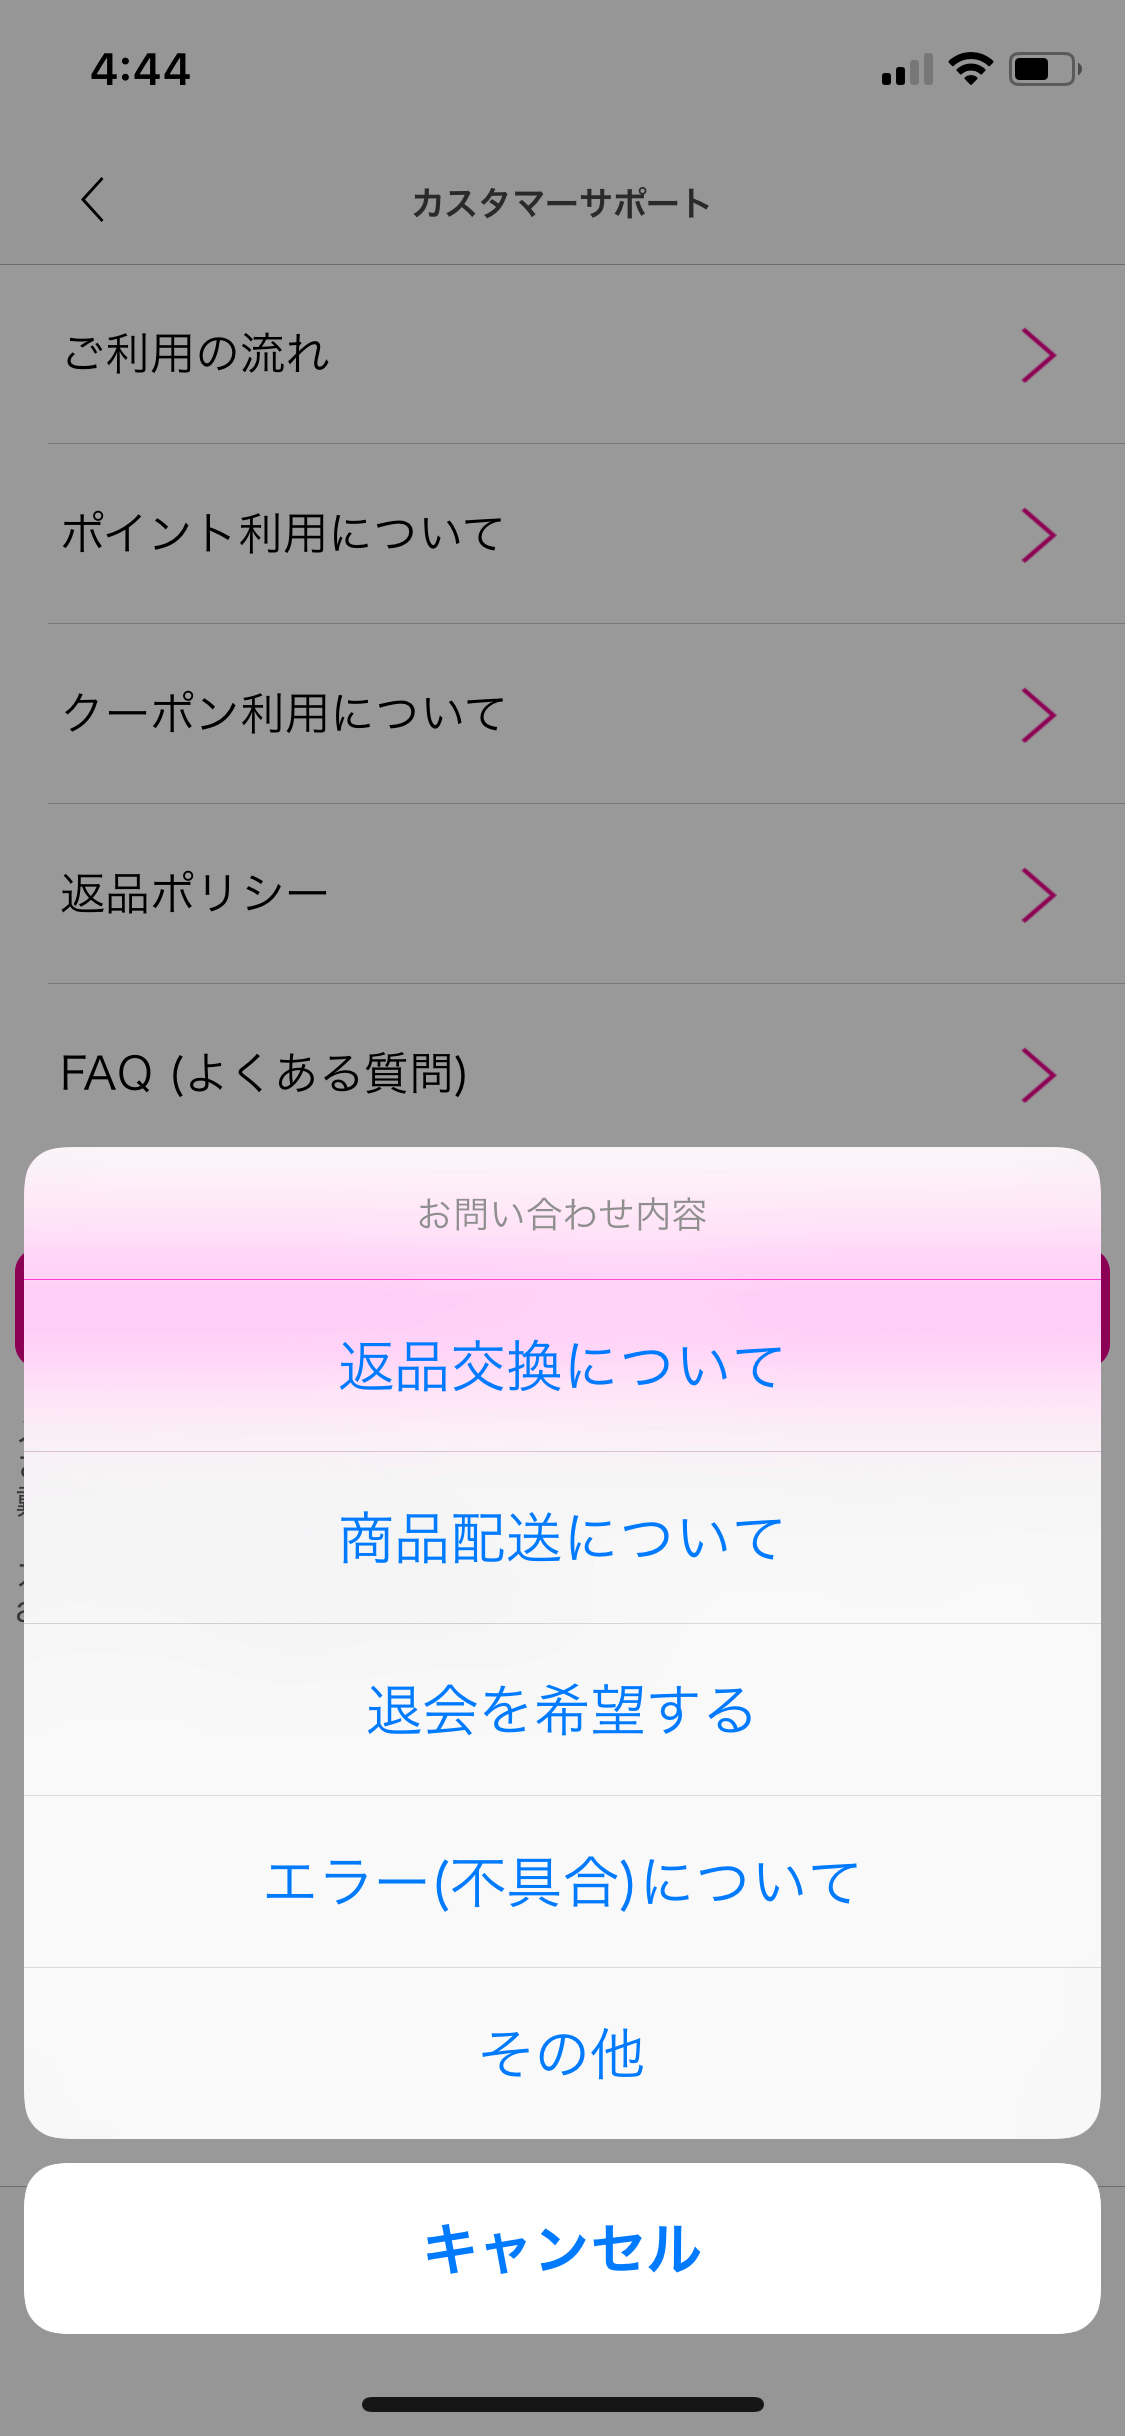 4:44
カスタマーサポート
ご利用の流れ
ポイント利用について
クーポン利用について
返品ポリシー
FAQ (よくある質問)
お問い合わせ内容
返品交換について
商品配送について
退会を希望する
エラー(不具合)について
その他
キャンセル